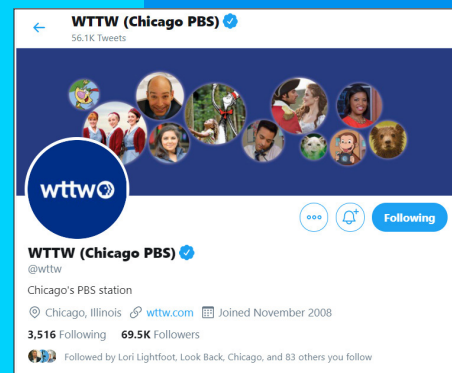 WTTW (Chicago PBS)
56.1K Tweets
wttw
Following
WTTW (Chicago PBS)
@wttw
Chicago's PBS station
Chicago, Illinois wttw.com Joined November 2008
3,516 Following 69.5K Followers
Followed by Lori Lightfoot, Look Back, Chicago, and 83 others you follow